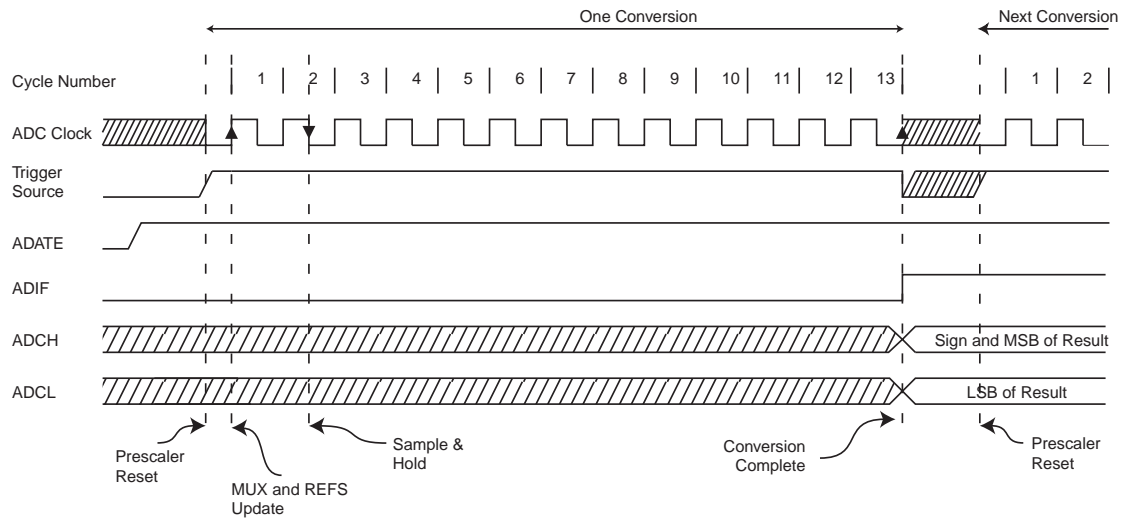 One Conversion
Next Conversion
Cycle Number
1 2 3 4 5 6 7 8 9 10 11 12 13 1 2
ADC Clock
Trigger
Source
ADATE
ADIF
ADCH
Sign and MSB of Result
ADCL
LSB of Result
Prescaler
Reset
MUX and REFS
Update
Sample &
Hold
Conversion
Complete
Prescaler
Reset